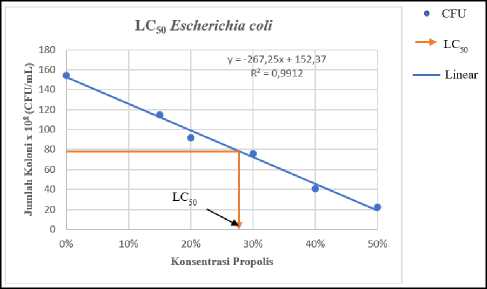 LC50 Escherichia coli
CFU
LC50
Linear
y = -267,25x + 152,37
R² = 0,9912
Jumlah Koloni × 10⁸ (CFU/mL)
180
160
140
120
100
80
60
40
20
0
LC50
0% 10% 20% 30% 40% 50%
Konsentrasi Propolis